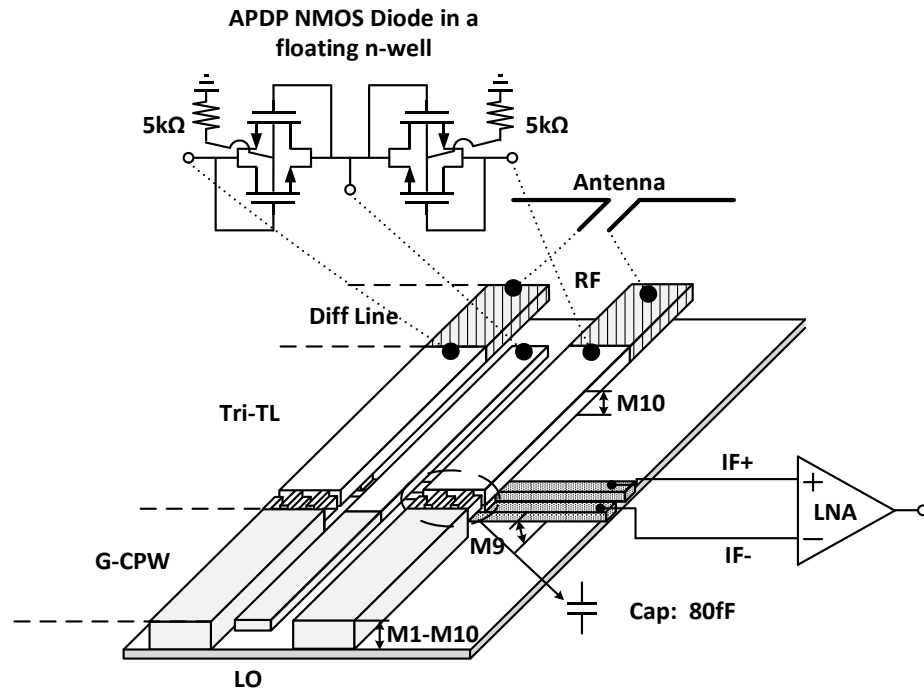 APDP NMOS Diode in a
floating n-well
5kΩ
5kΩ
Antenna
RF
Diff Line
Tri-TL
M10
IF+
+
LNA
−
IF-
M9
G-CPW
Cap: 80fF
M1-M10
LO